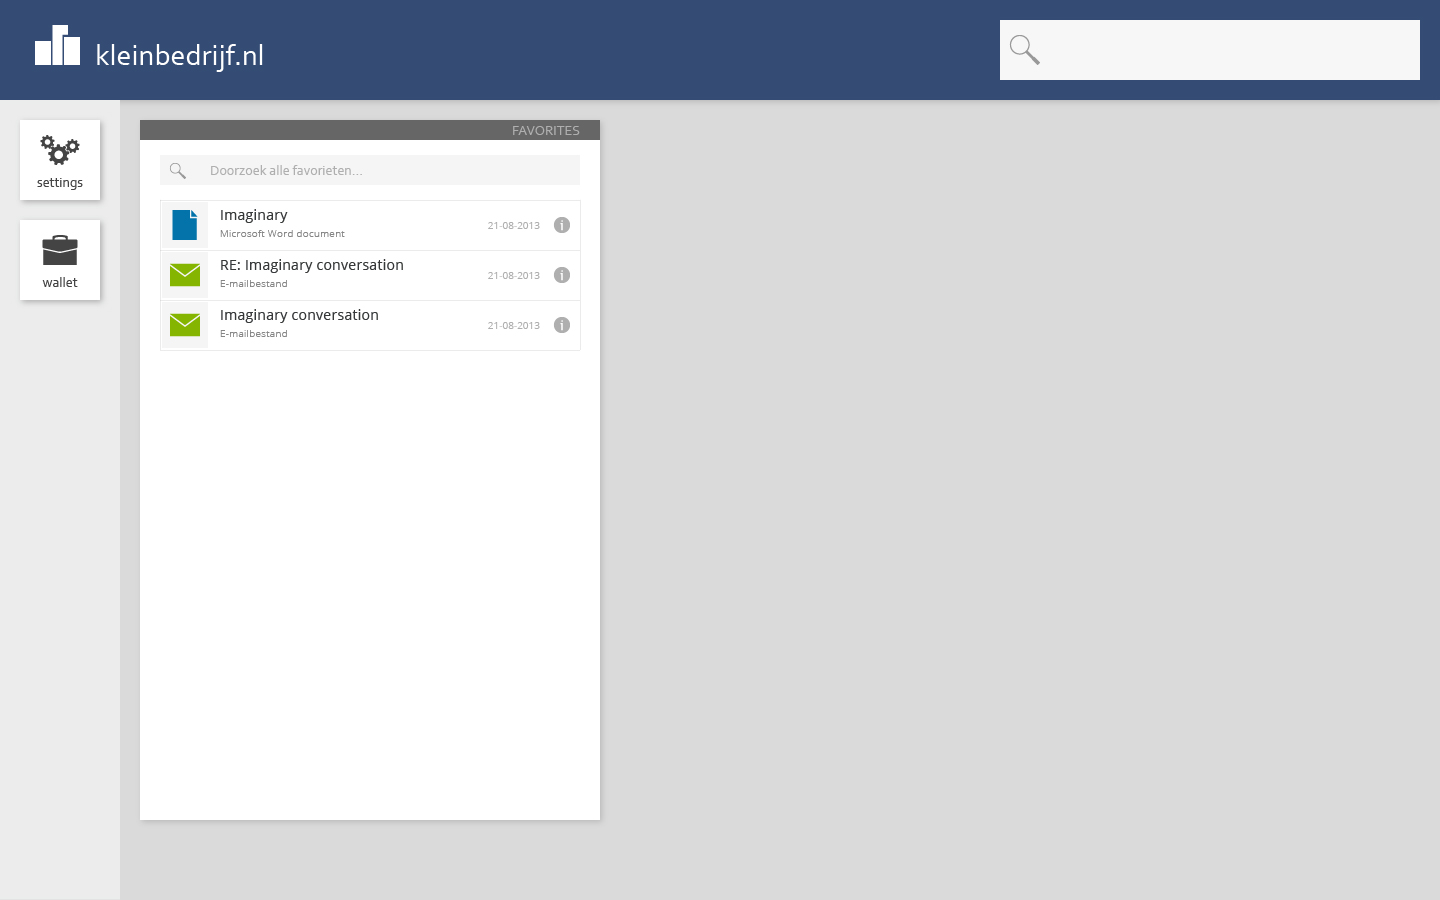 kleinbedrijf.nl
settings
wallet
FAVORITES
Doorzoek alle favorieten...
Imaginary
Microsoft Word document
21-08-2013
RE: Imaginary conversation
E-mailbestand
21-08-2013
Imaginary conversation
E-mailbestand
21-08-2013